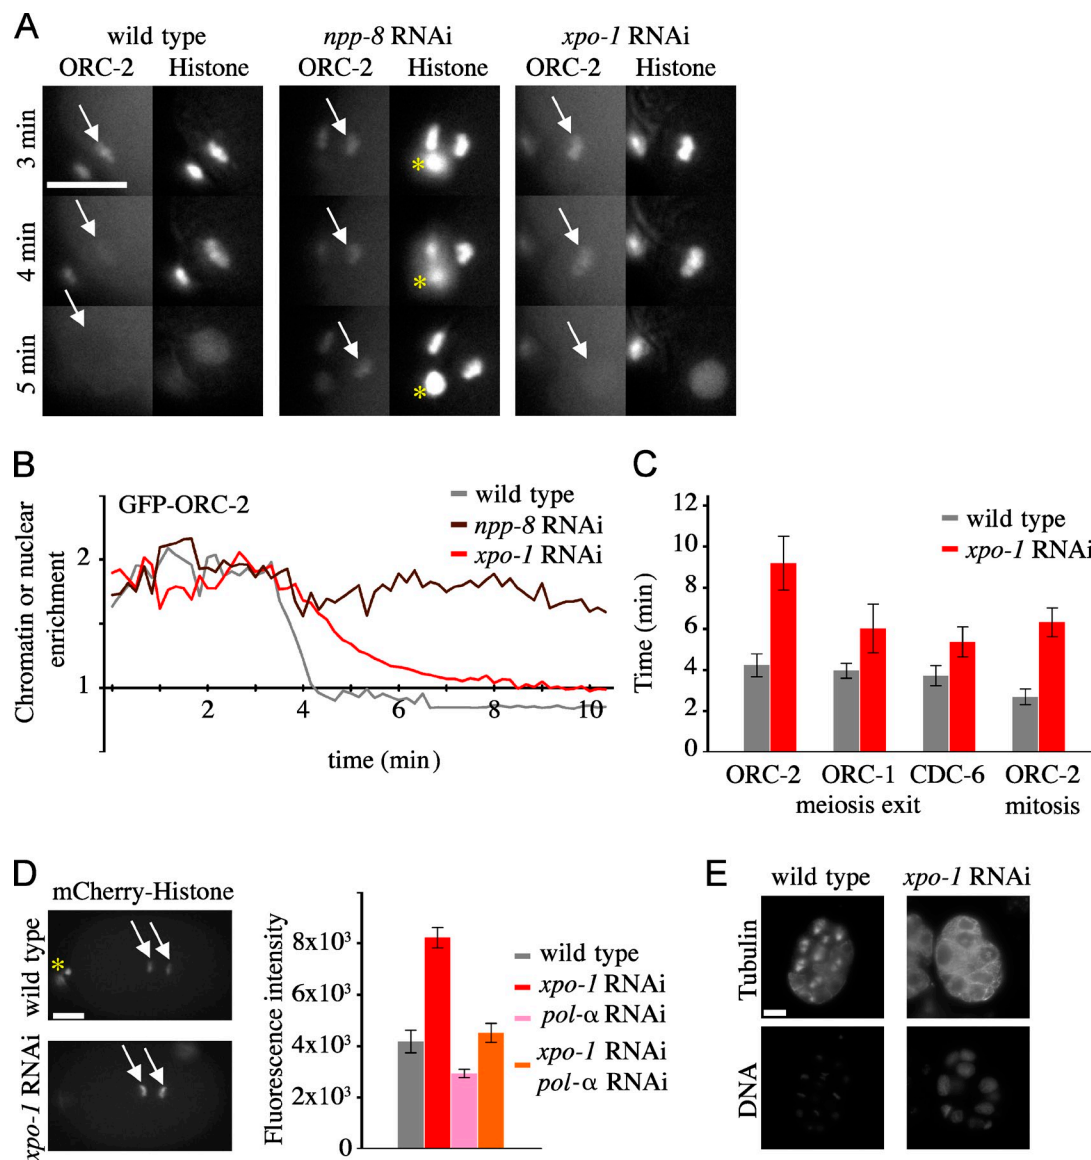 A
wild type
npp-8 RNAi
xpo-1 RNAi
ORC-2 Histone ORC-2 Histone ORC-2 Histone
3 min
*
4 min
*
5 min
*
B
GFP-ORC-2
wild type
npp-8 RNAi
xpo-1 RNAi
Chromatin or nuclear
enrichment
2
1
2 4 6 8 10
time (min)
C
wild type
xpo-1 RNAi
Time (min)
12
10
8
6
4
2
0
ORC-2 ORC-1 CDC-6 ORC-2
meiosis exit mitosis
D
mCherry-Histone
wild type
*
xpo-1 RNAi
Fluorescence intensity
8x10³
6x10³
4x10³
2x10³
0
wild type
xpo-1 RNAi
pol-α RNAi
xpo-1 RNAi
pol-α RNAi
E
wild type xpo-1 RNAi
Tubulin
DNA